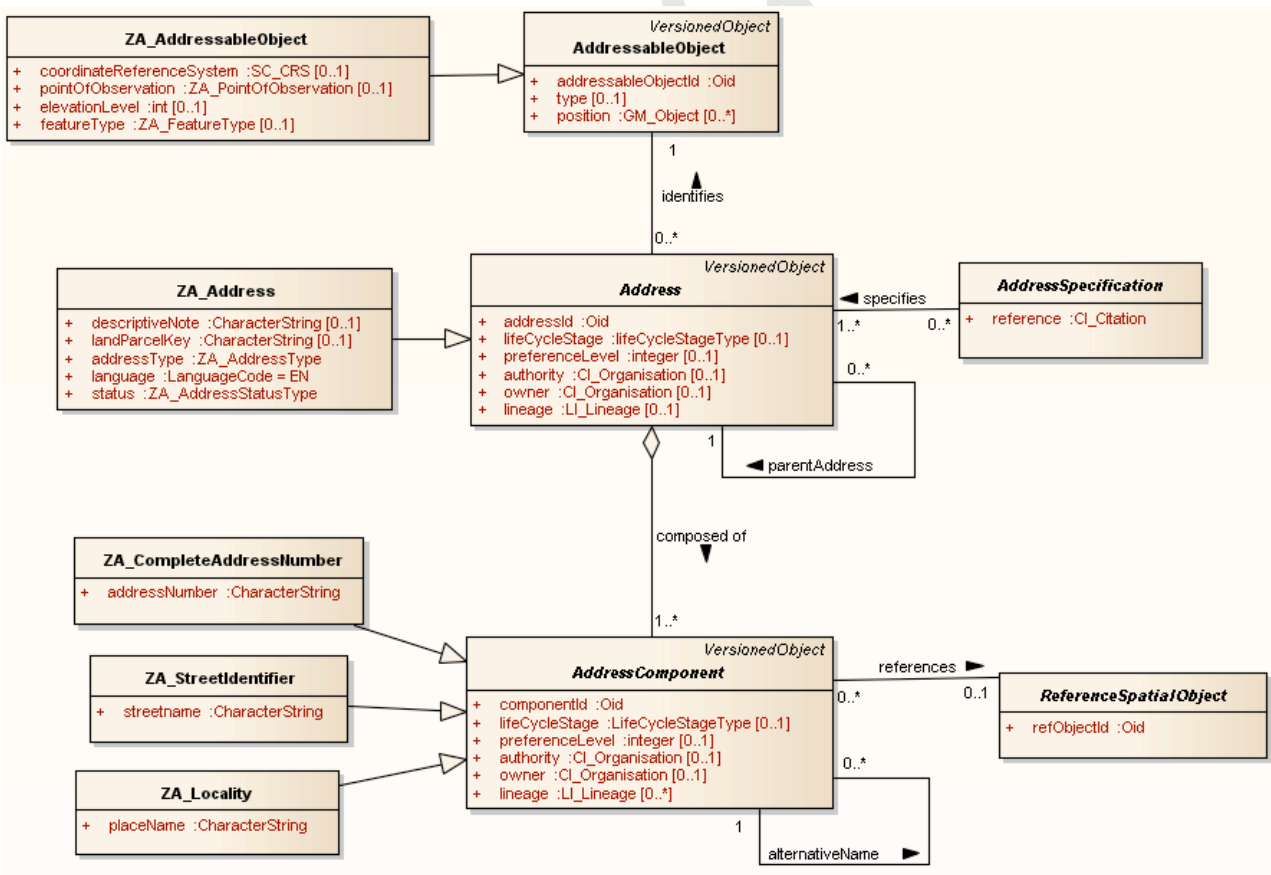 ZA_AddressableObject
+ coordinateReferenceSystem :SC_CRS [0..1]
+ pointOfObservation :ZA_PointOfObservation [0..1]
+ elevationLevel :int [0..1]
+ featureType :ZA_FeatureType [0..1]
VersionedObject
AddressableObject
+ addressableObjectId :Oid
+ type [0..1]
+ position :GM_Object [0..*]
1
identifies
0..*
ZA_Address
+ descriptiveNote :CharacterString [0..1]
+ landParcelKey :CharacterString [0..1]
+ addressType :ZA_AddressType
+ language :LanguageCode = EN
+ status :ZA_AddressStatusType
VersionedObject
Address
+ addressId :Oid
+ lifeCycleStage :lifeCycleStageType [0..1]
+ preferenceLevel :integer [0..1]
+ authority :CI_Organisation [0..1]
+ owner :CI_Organisation [0..1]
+ lineage :LI_Lineage [0..1]
specifies
1..*
0..*
AddressSpecification
+ reference :CI_Citation
0..*
1
parentAddress
composed of
1..*
ZA_CompleteAddressNumber
+ addressNumber :CharacterString
ZA_StreetIdentifier
+ streetname :CharacterString
ZA_Locality
+ placeName :CharacterString
VersionedObject
AddressComponent
+ componentId :Oid
+ lifeCycleStage :LifeCycleStageType [0..1]
+ preferenceLevel :integer [0..1]
+ authority :CI_Organisation [0..1]
+ owner :CI_Organisation [0..1]
+ lineage :LI_Lineage [0..*]
references
0..*
0..1
ReferenceSpatialObject
+ refObjectId :Oid
0..*
1
alternativeName